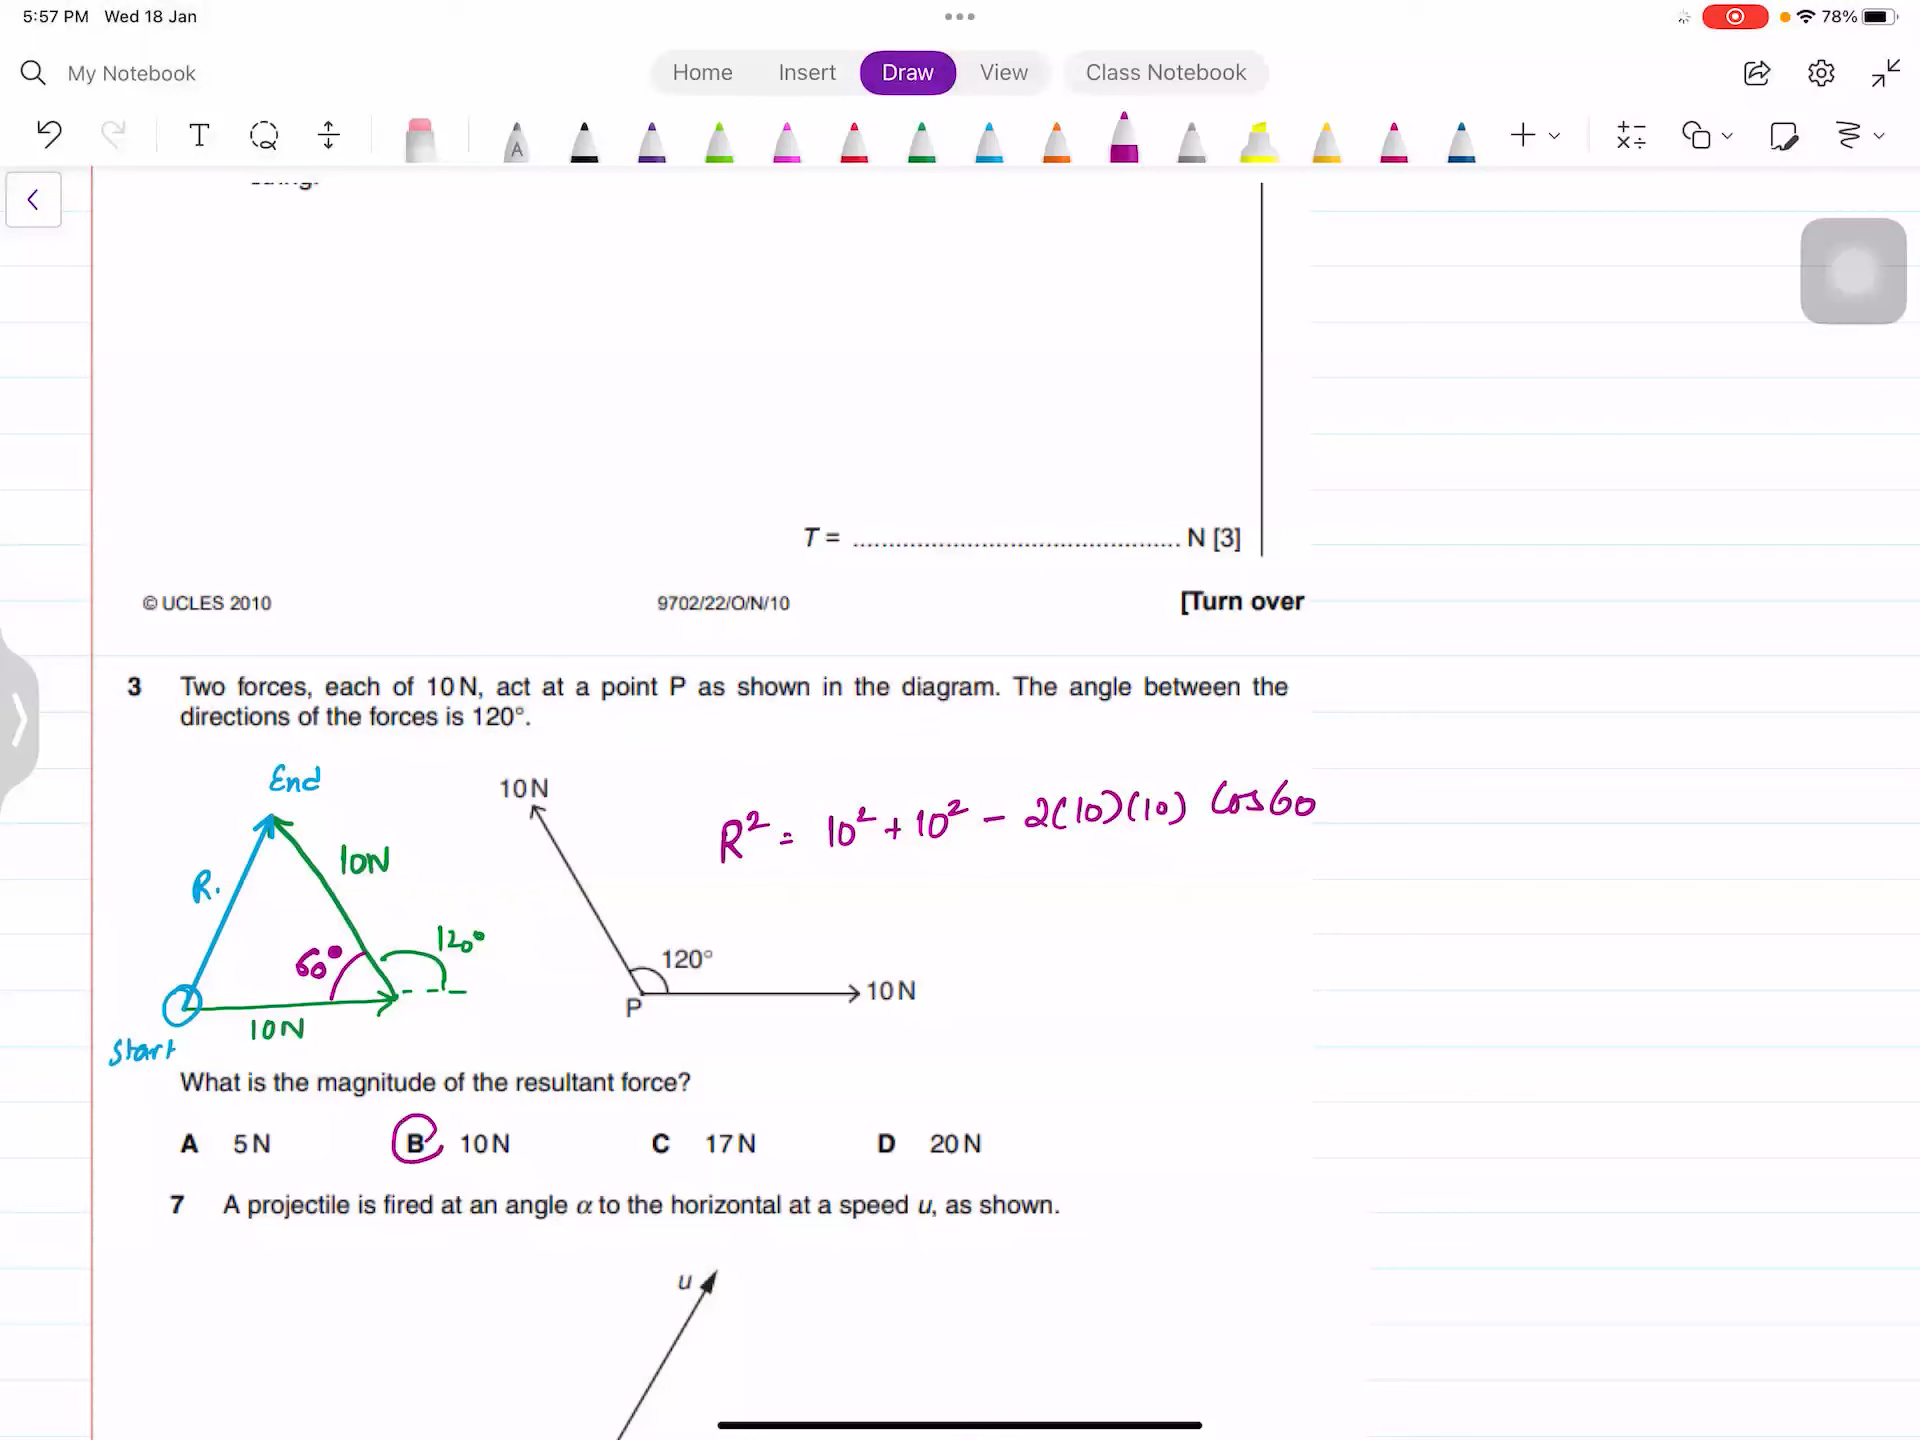 5:57 PM Wed 18 Jan
78%
My Notebook
Home Insert Draw View Class Notebook
T
A
T = ................................................ N [3]
© UCLES 2010 9702/22/O/N/10 [Turn over
3 Two forces, each of 10 N, act at a point P as shown in the diagram. The angle between the
directions of the forces is 120°.
End
10 N
R² = 10² + 10² − 2(10)(10) Cos60
10N
R.
120°
60°
120°
P
10 N
10N
Start
What is the magnitude of the resultant force?
A 5 N B 10 N C 17 N D 20 N
7 A projectile is fired at an angle α to the horizontal at a speed u, as shown.
u